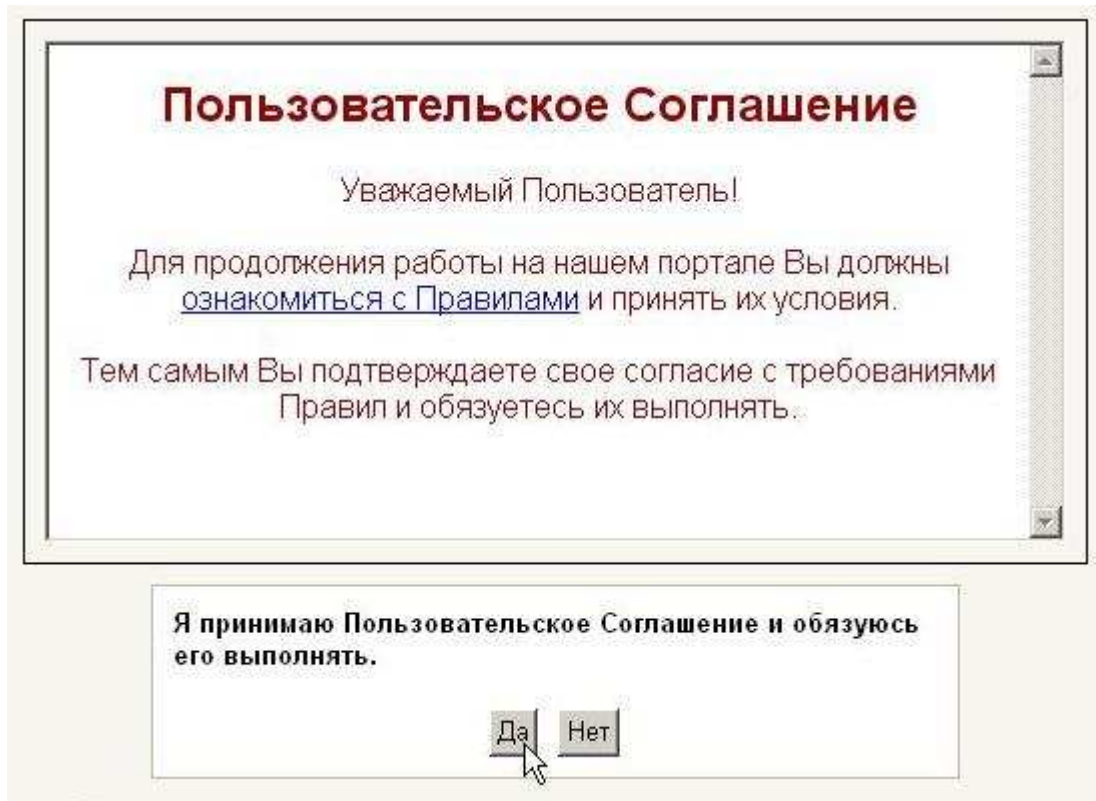 Пользовательское Соглашение
Уважаемый Пользователь!
Для продолжения работы на нашем портале Вы должны
ознакомиться с Правилами и принять их условия.
Тем самым Вы подтверждаете свое согласие с требованиями
Правил и обязуетесь их выполнять.
Я принимаю Пользовательское Соглашение и обязуюсь
его выполнять.
Да Нет